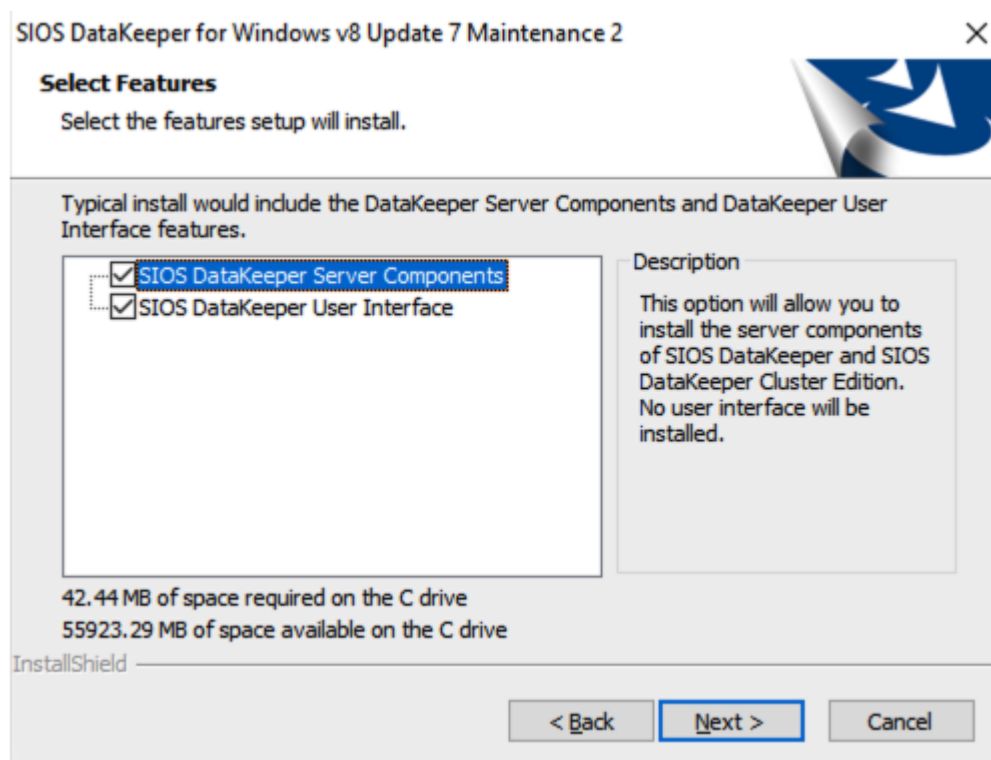 SIOS DataKeeper for Windows v8 Update 7 Maintenance 2
Select Features
Select the features setup will install.
Typical install would include the DataKeeper Server Components and DataKeeper User
Interface features.
SIOS DataKeeper Server Components
SIOS DataKeeper User Interface
Description
This option will allow you to
install the server components
of SIOS DataKeeper and SIOS
DataKeeper Cluster Edition.
No user interface will be
installed.
42.44 MB of space required on the C drive
55923.29 MB of space available on the C drive
InstallShield
< Back
Next >
Cancel